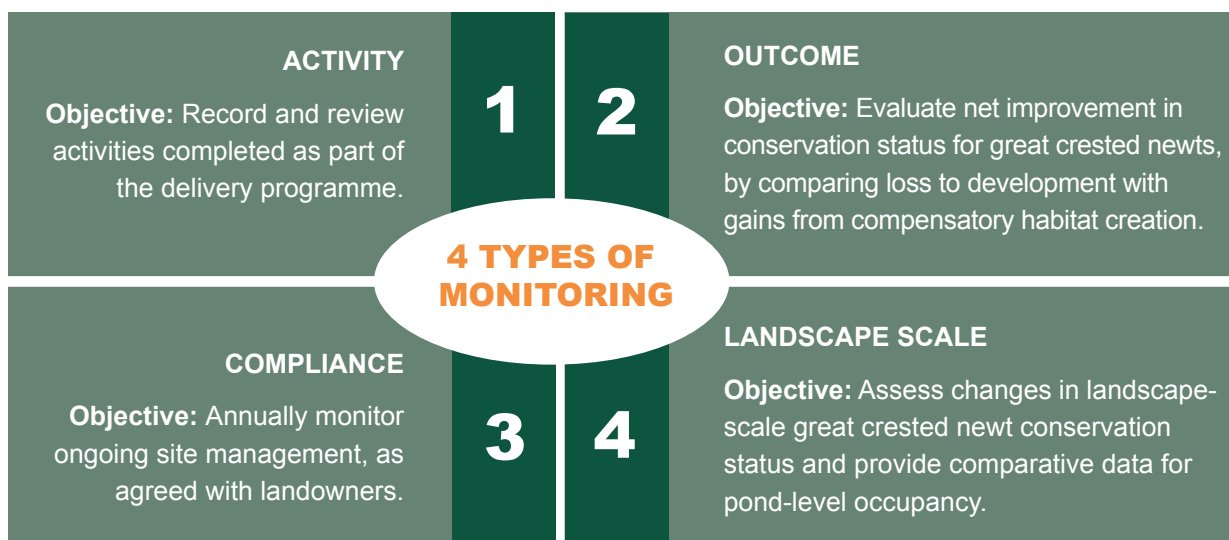 ACTIVITY
Objective: Record and review
activities completed as part of
the delivery programme.
1
2
OUTCOME
Objective: Evaluate net improvement in
conservation status for great crested newts,
by comparing loss to development with
gains from compensatory habitat creation.
4 TYPES OF
MONITORING
COMPLIANCE
Objective: Annually monitor
ongoing site management, as
agreed with landowners.
3
4
LANDSCAPE SCALE
Objective: Assess changes in landscape-
scale great crested newt conservation
status and provide comparative data for
pond-level occupancy.